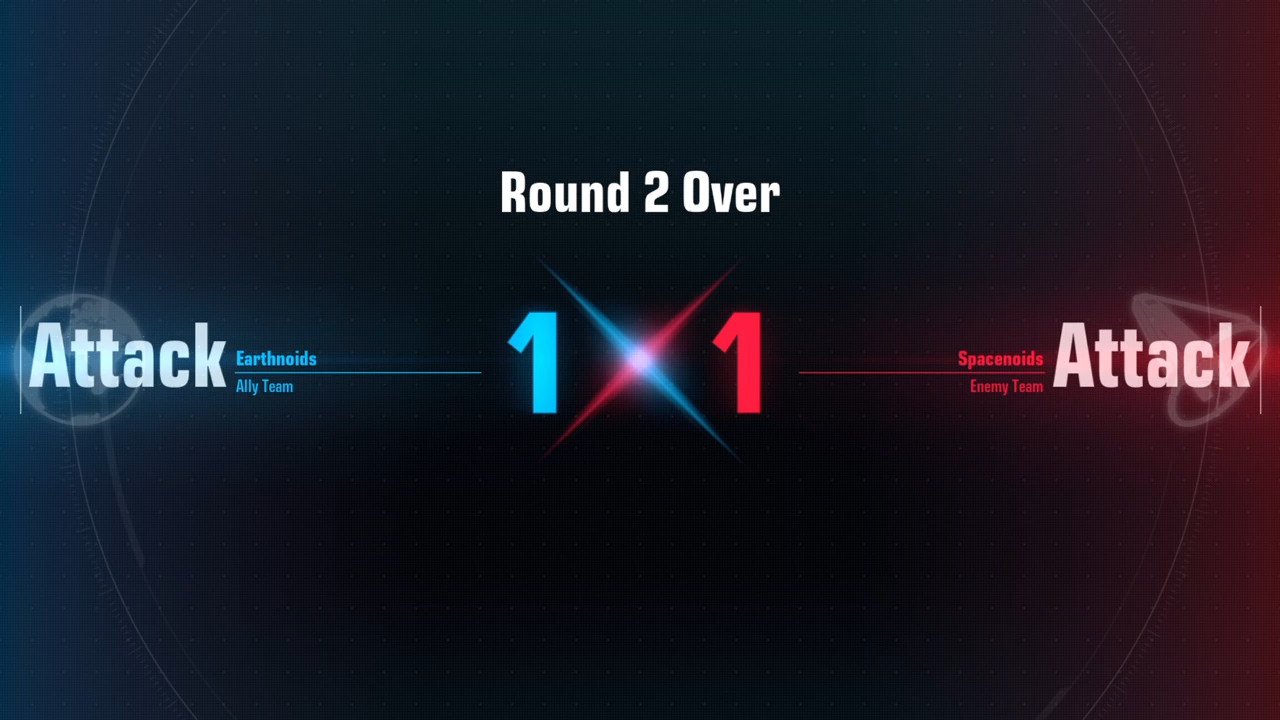 Round 2 Over
Attack
Earthnoids
Ally Team
1
1
Spacenoids
Enemy Team
Attack